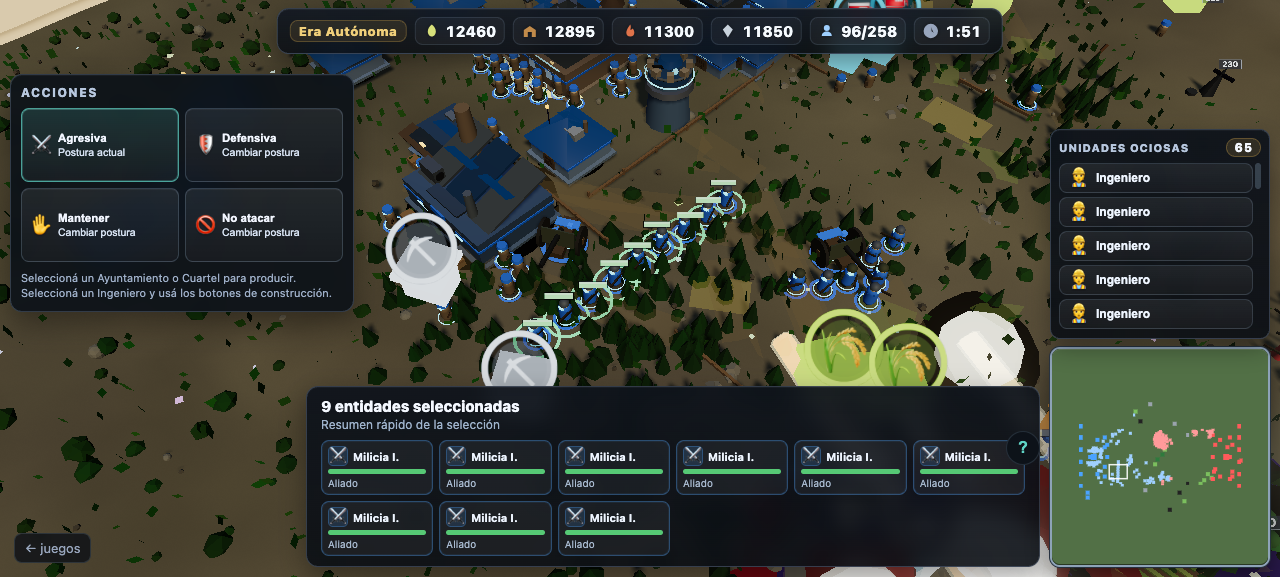 Era Autónoma
12460
12895
11300
11850
96/258
1:51
230
ACCIONES
Agresiva
Postura actual
Defensiva
Cambiar postura
Mantener
Cambiar postura
No atacar
Cambiar postura
Seleccioná un Ayuntamiento o Cuartel para producir.
Seleccioná un Ingeniero y usá los botones de construcción.
UNIDADES OCIOSAS
65
Ingeniero
Ingeniero
Ingeniero
Ingeniero
Ingeniero
9 entidades seleccionadas
Resumen rápido de la selección
?
Milicia I.
Aliado
Milicia I.
Aliado
Milicia I.
Aliado
Milicia I.
Aliado
Milicia I.
Aliado
Milicia I.
Aliado
Milicia I.
Aliado
Milicia I.
Aliado
Milicia I.
Aliado
← juegos